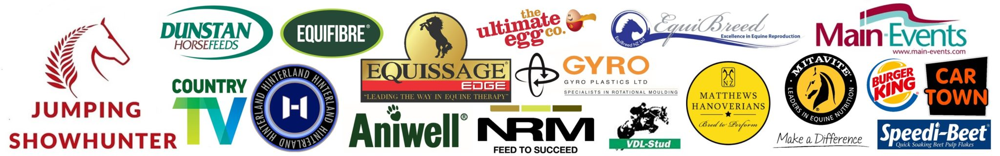 JUMPING
SHOWHUNTER
DUNSTAN
HORSEFEEDS
EQUIFIBRE®
COUNTRY
TV
HINTERLAND HINTERLAND HINTERLAND HINTERLAND
H
EQUISSAGE®
EDGE
"LEADING THE WAY IN EQUINE THERAPY"
the
ultimate
egg co.
EquiBreed
Excellence in Equine Reproduction
EquiBreed NZ Ltd
Main-Events
www.main-events.com
GYRO
GYRO PLASTICS LTD
SPECIALISTS IN ROTATIONAL MOULDING
Aniwell®
NRM
FEED TO SUCCEED
VDL-Stud
NZ
MATTHEWS
HANOVERIANS
Bred to Perform
MITAVITE®
LEADERS IN EQUINE NUTRITION
Make a Difference
BURGER
KING®
CAR
TOWN
Speedi-Beet®
Quick Soaking Beet Pulp Flakes